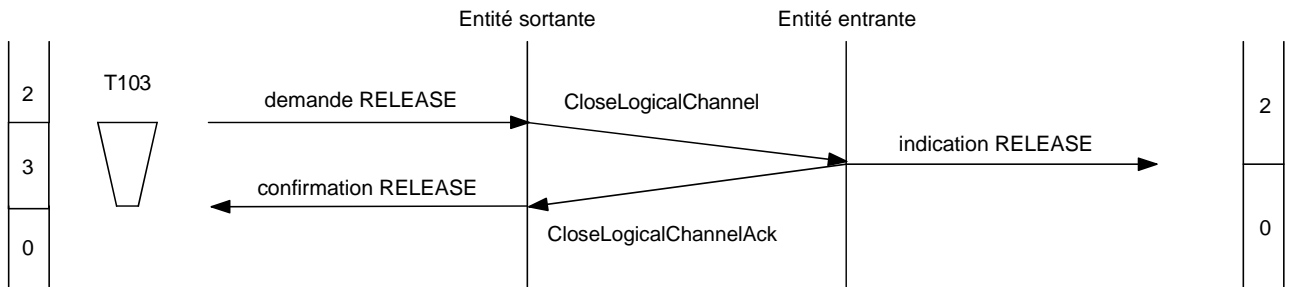 Entité sortante
Entité entrante
T103
2
demande RELEASE
CloseLogicalChannel
2
indication RELEASE
3
confirmation RELEASE
CloseLogicalChannelAck
0
0